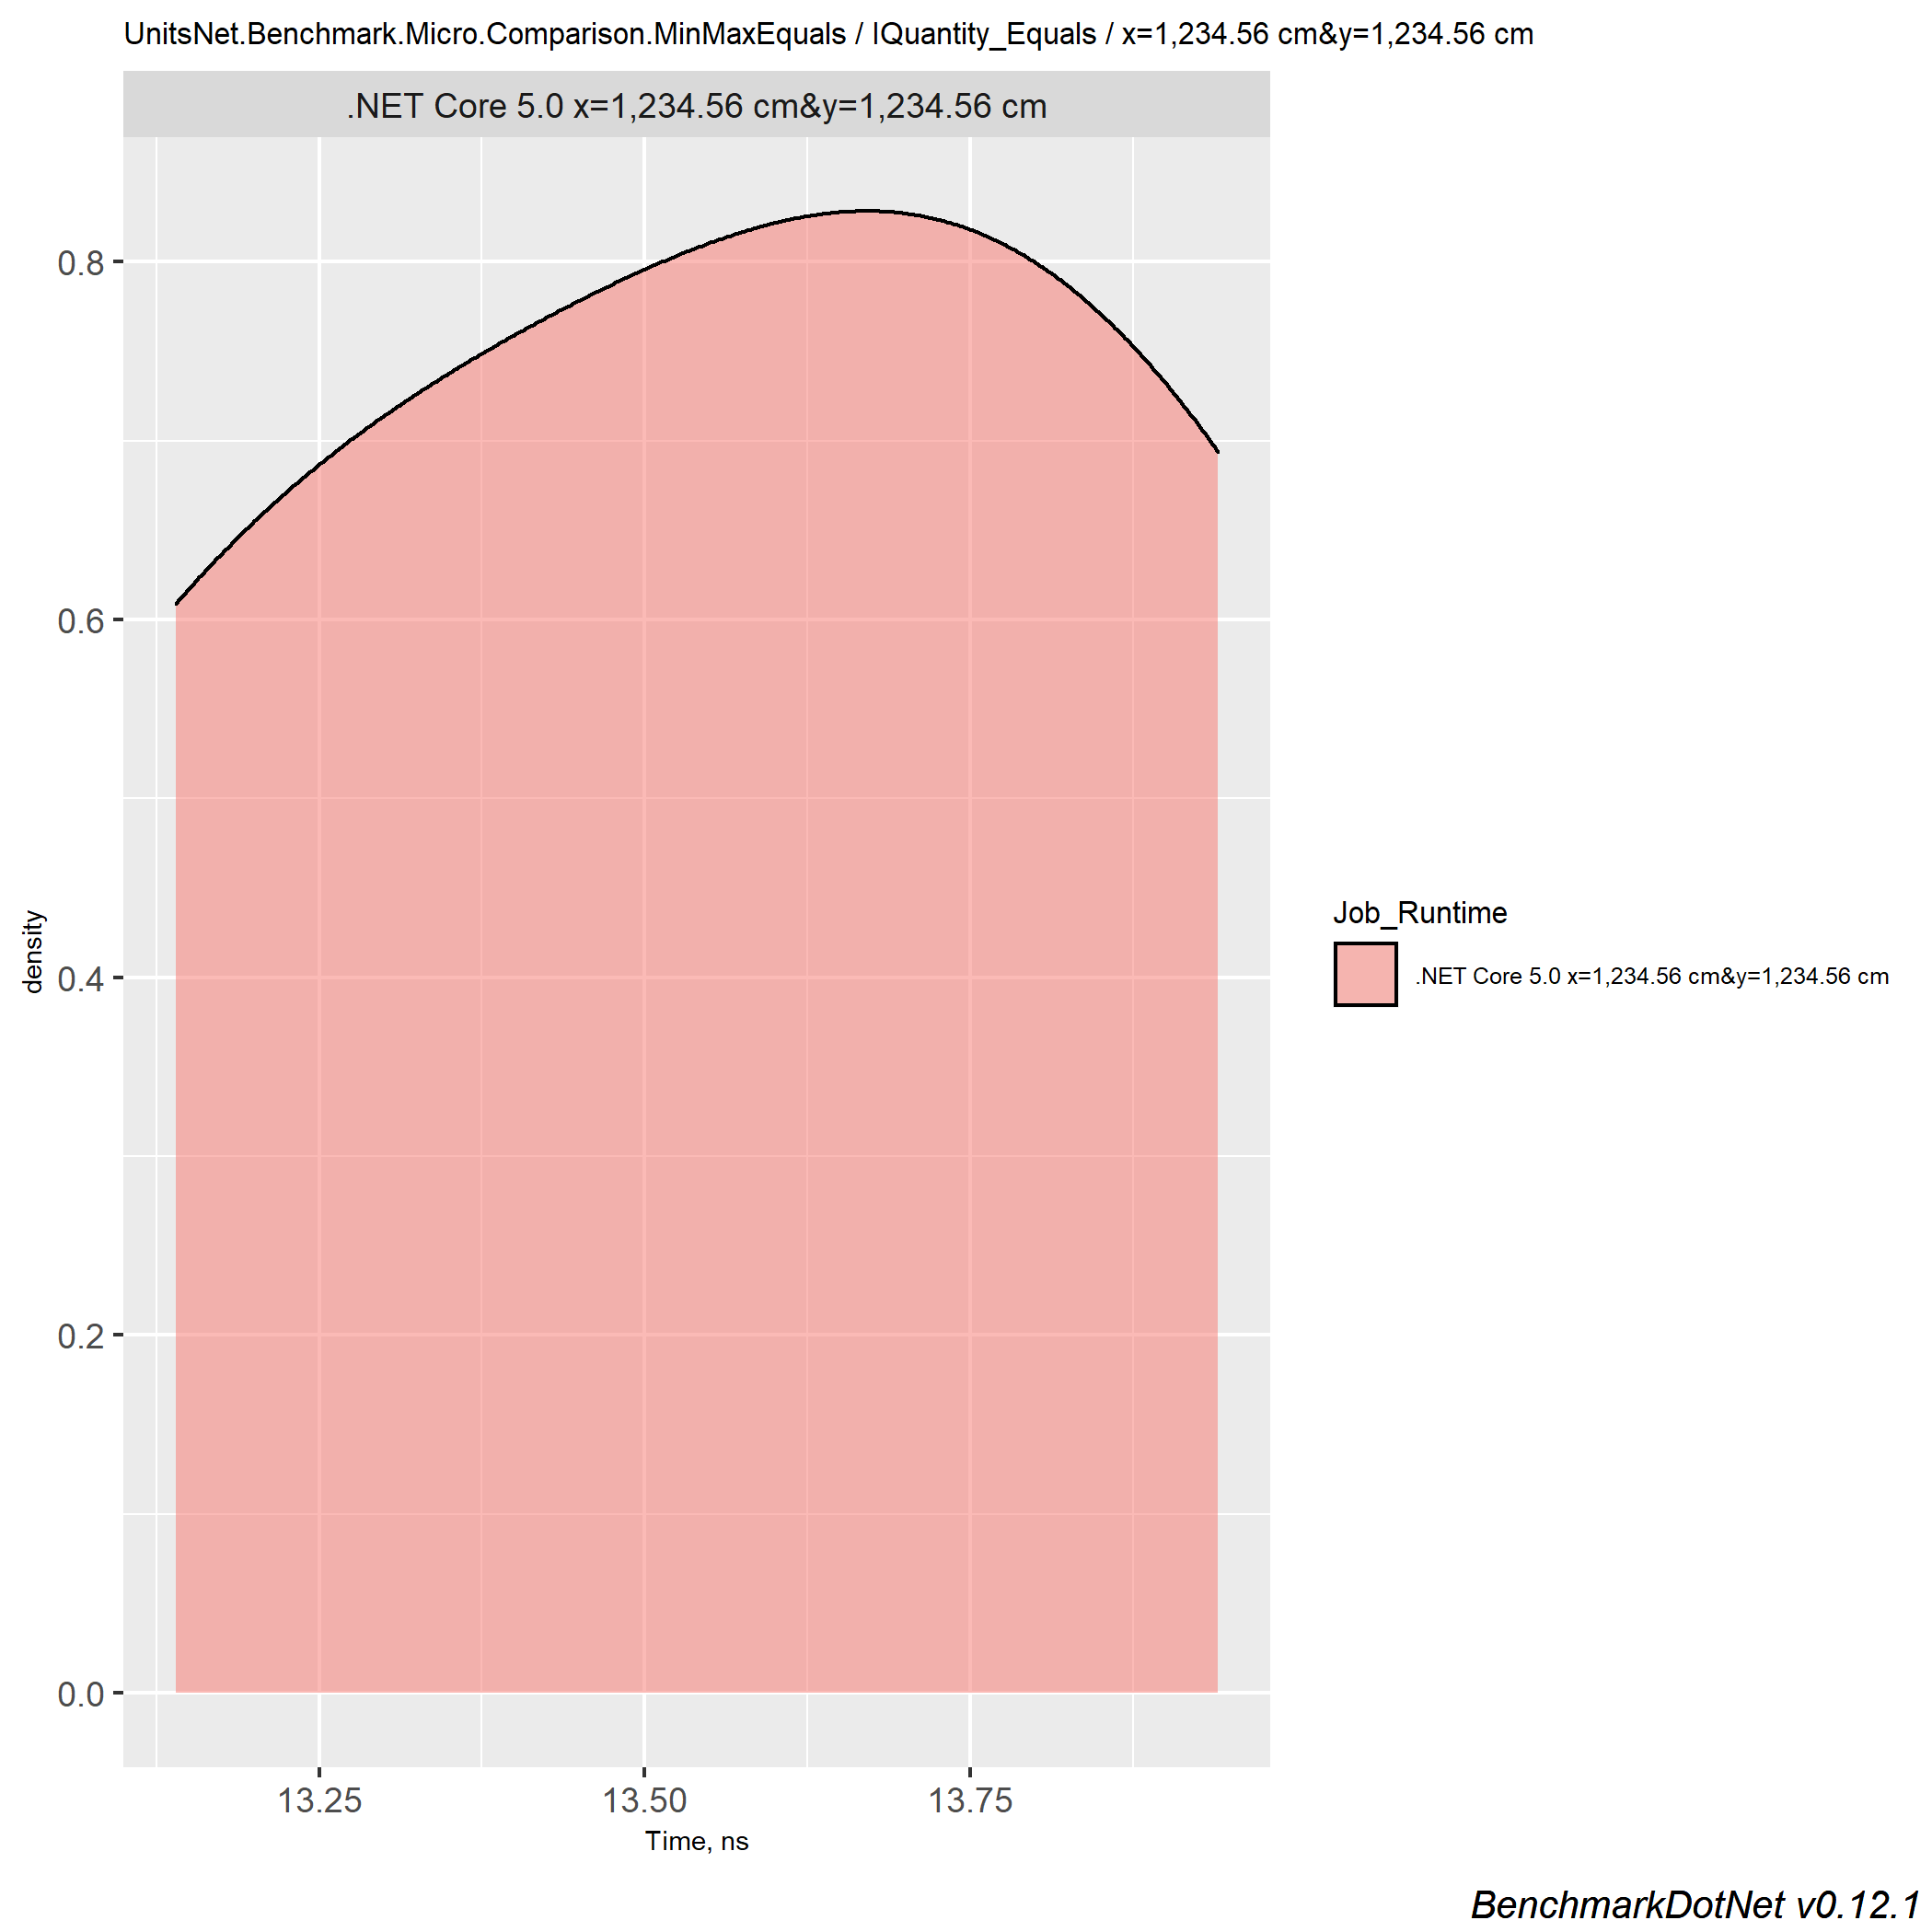 UnitsNet.Benchmark.Micro.Comparison.MinMaxEquals / IQuantity_Equals / x=1,234.56 cm&y=1,234.56 cm
.NET Core 5.0 x=1,234.56 cm&y=1,234.56 cm
0.8
0.6
0.4
0.2
0.0
density
13.25 13.50 13.75
Time, ns
Job_Runtime
.NET Core 5.0 x=1,234.56 cm&y=1,234.56 cm
BenchmarkDotNet v0.12.1